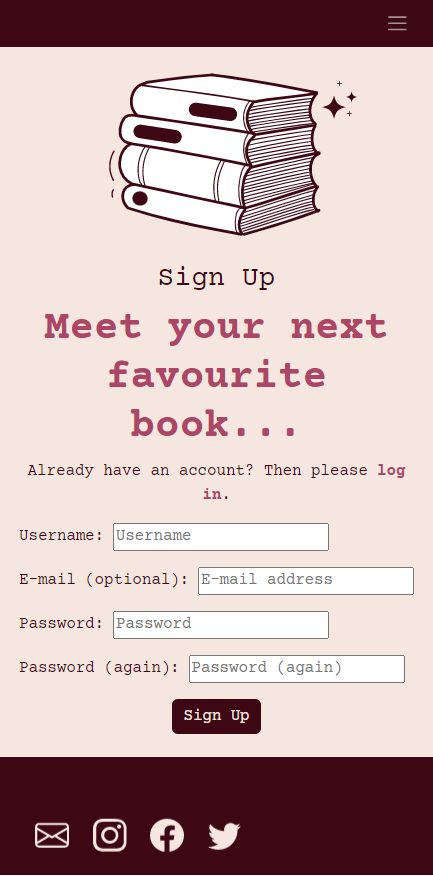 Sign Up
Meet your next
favourite
book...
Already have an account? Then please log
in.
Username: Username
E-mail (optional): E-mail address
Password: Password
Password (again): Password (again)
Sign Up